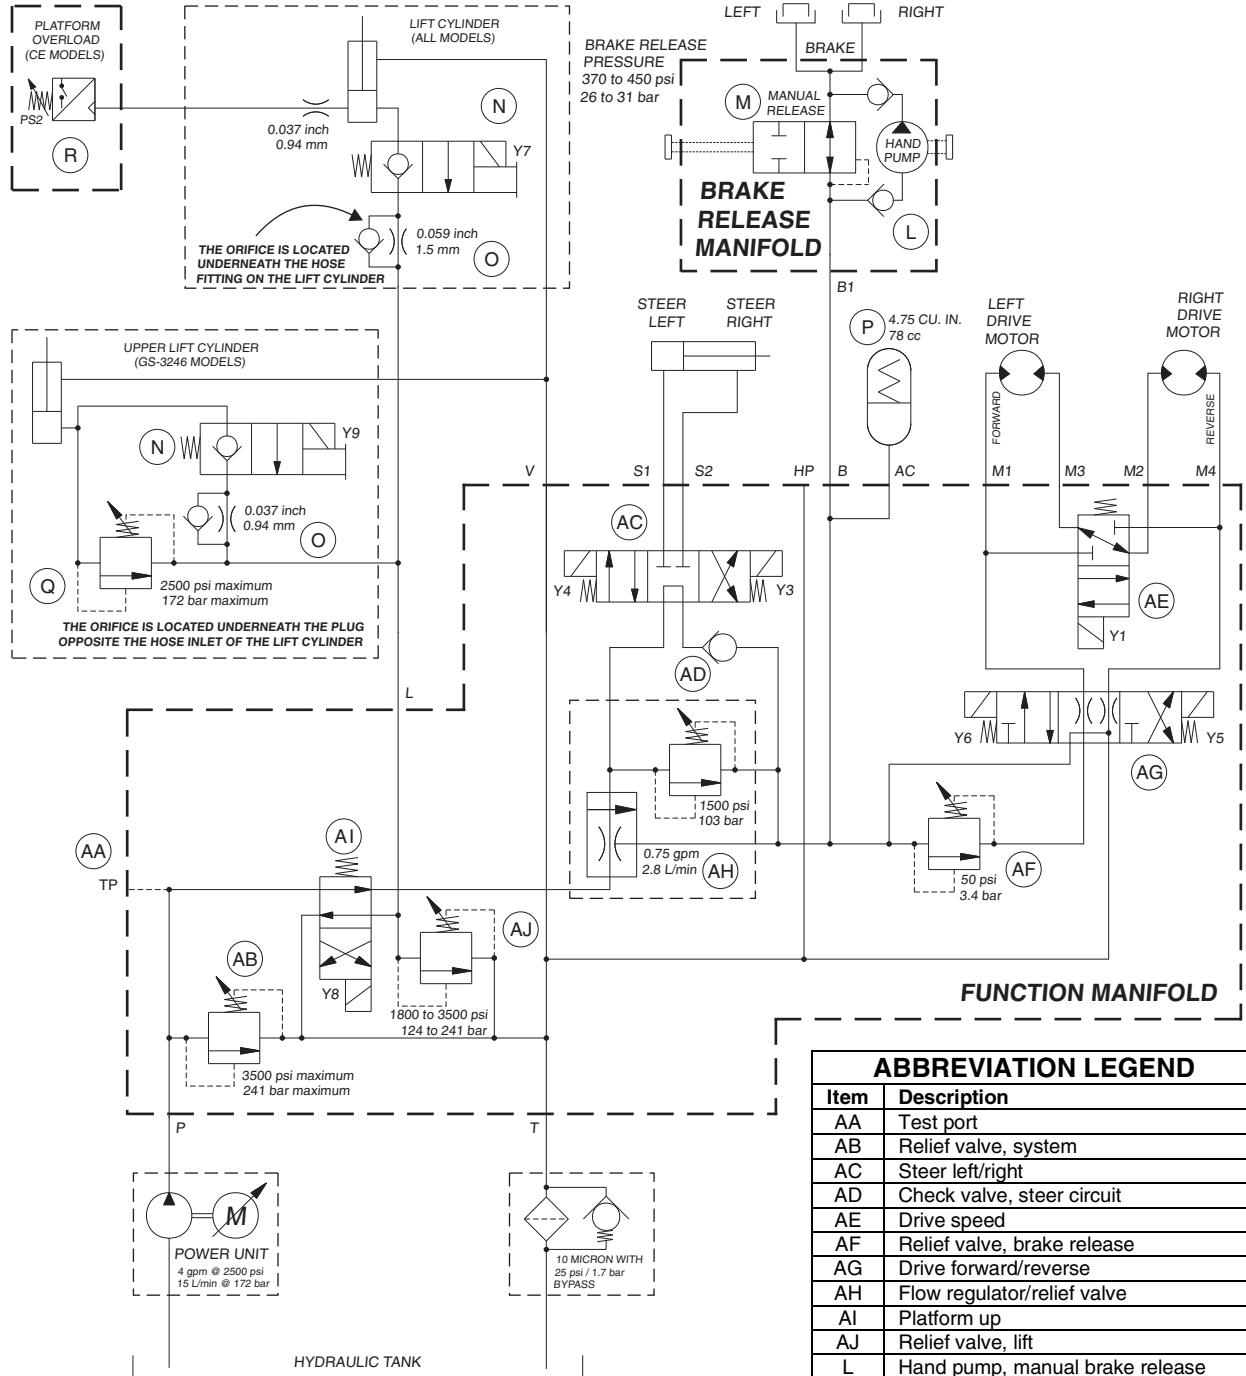 PLATFORM
OVERLOAD
(CE MODELS)
PS2
R
LIFT CYLINDER
(ALL MODELS)
0.037 inch
0.94 mm
N
Y7
THE ORIFICE IS LOCATED
UNDERNEATH THE HOSE
FITTING ON THE LIFT CYLINDER
0.059 inch
1.5 mm
O
LEFT
RIGHT
BRAKE
BRAKE RELEASE
PRESSURE
370 to 450 psi
26 to 31 bar
M
MANUAL
RELEASE
HAND
PUMP
BRAKE
RELEASE
MANIFOLD
L
B1
UPPER LIFT CYLINDER
(GS-3246 MODELS)
N
Y9
0.037 inch
0.94 mm
O
Q
2500 psi maximum
172 bar maximum
THE ORIFICE IS LOCATED UNDERNEATH THE PLUG
OPPOSITE THE HOSE INLET OF THE LIFT CYLINDER
STEER
LEFT
STEER
RIGHT
P
4.75 CU. IN.
78 cc
LEFT
DRIVE
MOTOR
RIGHT
DRIVE
MOTOR
FORWARD
REVERSE
V
S1
S2
HP
B
AC
M1
M3
M2
M4
AC
Y4
Y3
AE
Y1
AD
L
Y6
Y5
AG
1500 psi
103 bar
0.75 gpm
2.8 L/min
AH
AF
50 psi
3.4 bar
AA
TP
AI
Y8
AJ
AB
1800 to 3500 psi
124 to 241 bar
3500 psi maximum
241 bar maximum
FUNCTION MANIFOLD
P
T
M
POWER UNIT
4 gpm @ 2500 psi
15 L/min @ 172 bar
10 MICRON WITH
25 psi / 1.7 bar
BYPASS
HYDRAULIC TANK
ABBREVIATION LEGEND
Item Description
AA Test port
AB Relief valve, system
AC Steer left/right
AD Check valve, steer circuit
AE Drive speed
AF Relief valve, brake release
AG Drive forward/reverse
AH Flow regulator/relief valve
AI Platform up
AJ Relief valve, lift
L Hand pump, manual brake release